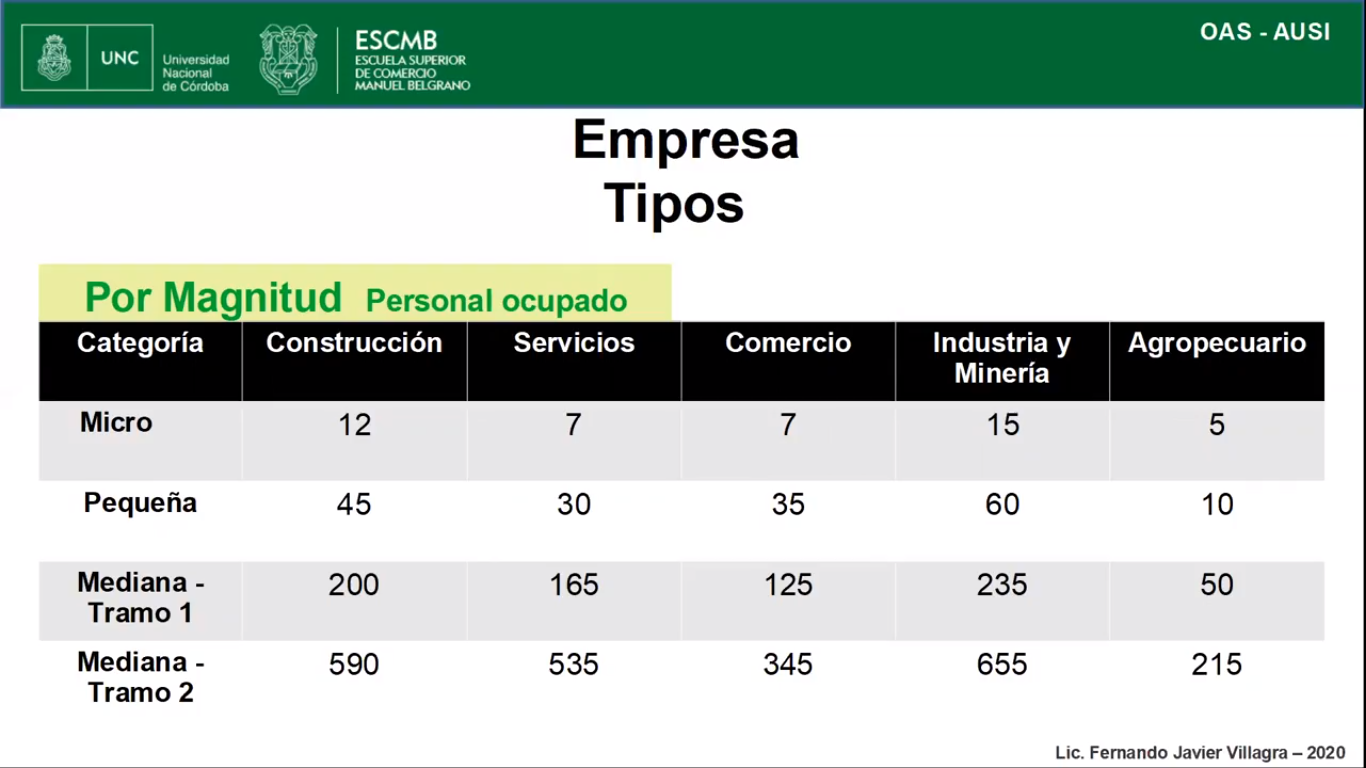 UNC
Universidad
Nacional
de Córdoba
ESCMB
ESCUELA SUPERIOR
DE COMERCIO
MANUEL BELGRANO
OAS - AUSI
Empresa
Tipos
Por Magnitud Personal ocupado
Categoría Construcción Servicios Comercio Industria y Minería Agropecuario
Micro 12 7 7 15 5
Pequeña 45 30 35 60 10
Mediana - Tramo 1 200 165 125 235 50
Mediana - Tramo 2 590 535 345 655 215
Lic. Fernando Javier Villagra – 2020